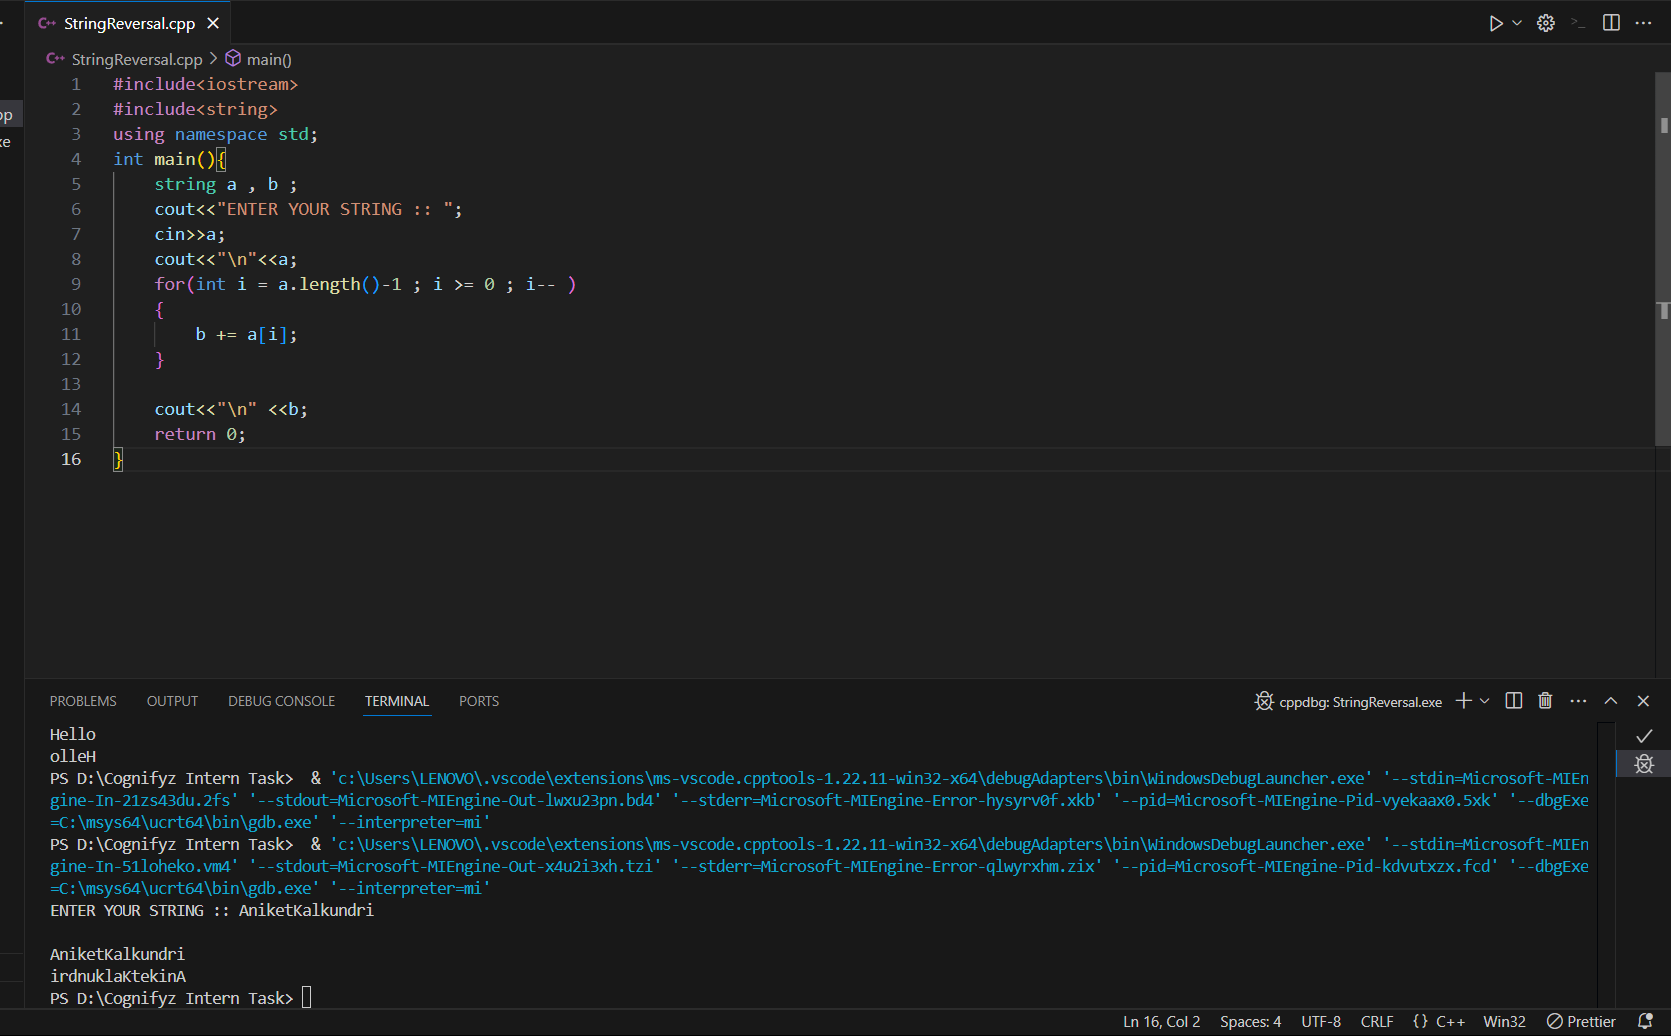 StringReversal.cpp
StringReversal.cpp > main()
pp
xe
1 #include<iostream>
2 #include<string>
3 using namespace std;
4 int main(){
5 string a , b ;
6 cout<<"ENTER YOUR STRING :: ";
7 cin>>a;
8 cout<<"\n"<<a;
9 for(int i = a.length()-1 ; i >= 0 ; i-- )
10 {
11 b += a[i];
12 }
13
14 cout<<"\n" <<b;
15 return 0;
16 }
PROBLEMS OUTPUT DEBUG CONSOLE TERMINAL PORTS cppdbg: StringReversal.exe
Hello
olleH
PS D:\Cognifyz Intern Task>  & 'c:\Users\LENOVO\.vscode\extensions\ms-vscode.cpptools-1.22.11-win32-x64\debugAdapters\bin\WindowsDebugLauncher.exe' '--stdin=Microsoft-MIEn
gine-In-21zs43du.2fs' '--stdout=Microsoft-MIEngine-Out-lwxu23pn.bd4' '--stderr=Microsoft-MIEngine-Error-hysyrv0f.xkb' '--pid=Microsoft-MIEngine-Pid-vyekaax0.5xk' '--dbgExe
=C:\msys64\ucrt64\bin\gdb.exe' '--interpreter=mi'
PS D:\Cognifyz Intern Task>  & 'c:\Users\LENOVO\.vscode\extensions\ms-vscode.cpptools-1.22.11-win32-x64\debugAdapters\bin\WindowsDebugLauncher.exe' '--stdin=Microsoft-MIEn
gine-In-51loheko.vm4' '--stdout=Microsoft-MIEngine-Out-x4u2i3xh.tzi' '--stderr=Microsoft-MIEngine-Error-qlwyrxhm.zix' '--pid=Microsoft-MIEngine-Pid-kdvutxzx.fcd' '--dbgExe
=C:\msys64\ucrt64\bin\gdb.exe' '--interpreter=mi'
ENTER YOUR STRING :: AniketKalkundri
AniketKalkundri
irdnuklaKtekinA
PS D:\Cognifyz Intern Task>
Ln 16, Col 2 Spaces: 4 UTF-8 CRLF {} C++ Win32 Prettier